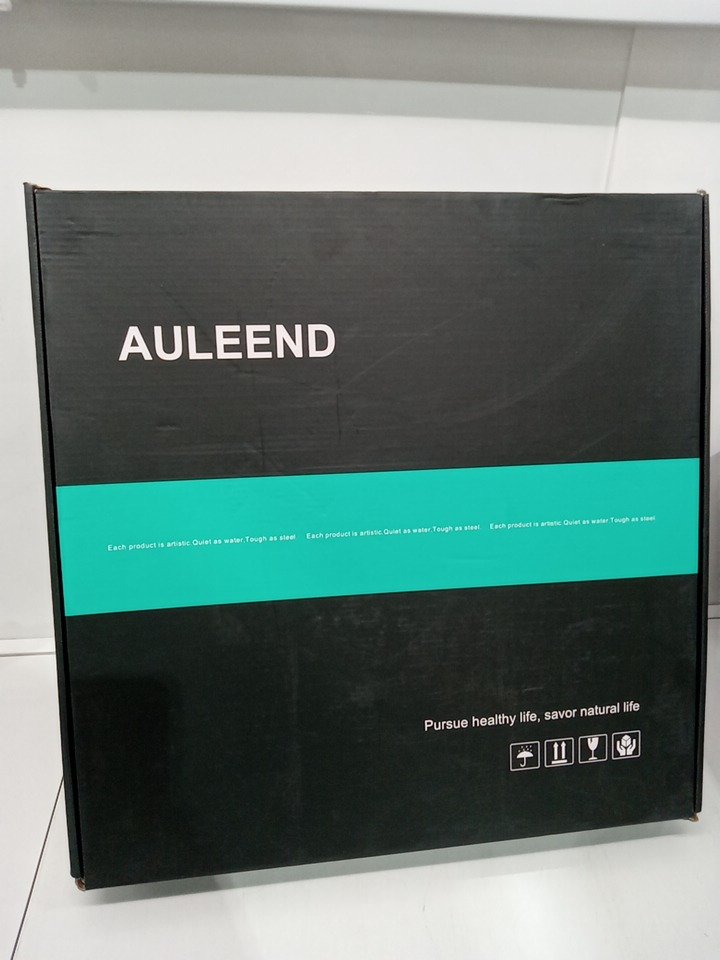 AULEEND
Each product is artistic.Quiet as water.Tough as steel. Each product is artistic.Quiet as water.Tough as steel. Each product is artistic.Quiet as water.Tough as steel.
Pursue healthy life, savor natural life